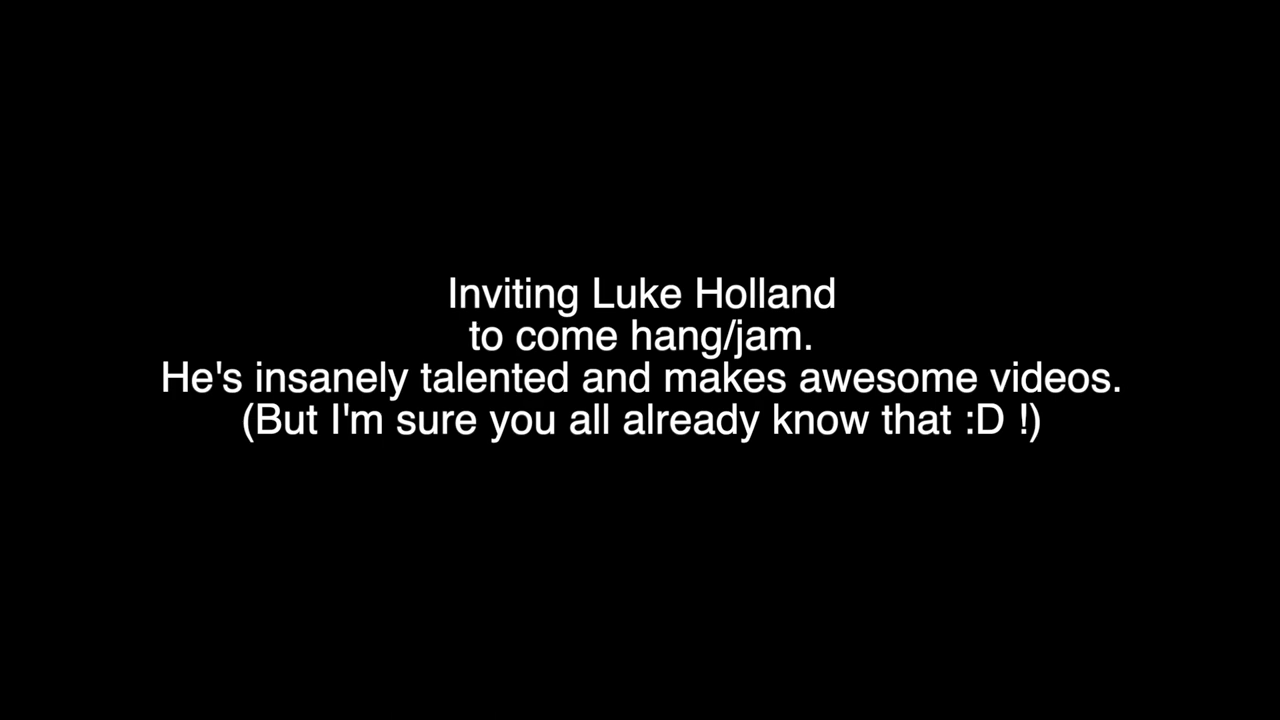 Inviting Luke Holland
to come hang/jam.
He's insanely talented and makes awesome videos.
(But I'm sure you all already know that :D !)